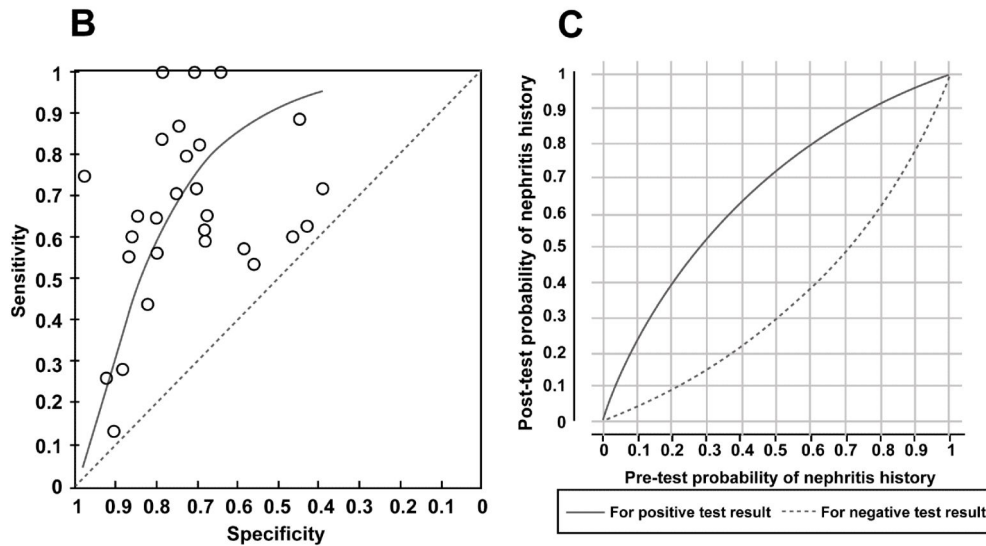 B
Sensitivity
1
0.9
0.8
0.7
0.6
0.5
0.4
0.3
0.2
0.1
0
1 0.9 0.8 0.7 0.6 0.5 0.4 0.4 0.2 0.4 0
Specificity
C
Post-test probability of nephritis history
1
0.9
0.8
0.7
0.6
0.5
0.4
0.3
0.2
0.1
0
0 0.1 0.2 0.3 0.4 0.5 0.6 0.7 0.8 0.9 1
Pre-test probability of nephritis history
For positive test result For negative test result